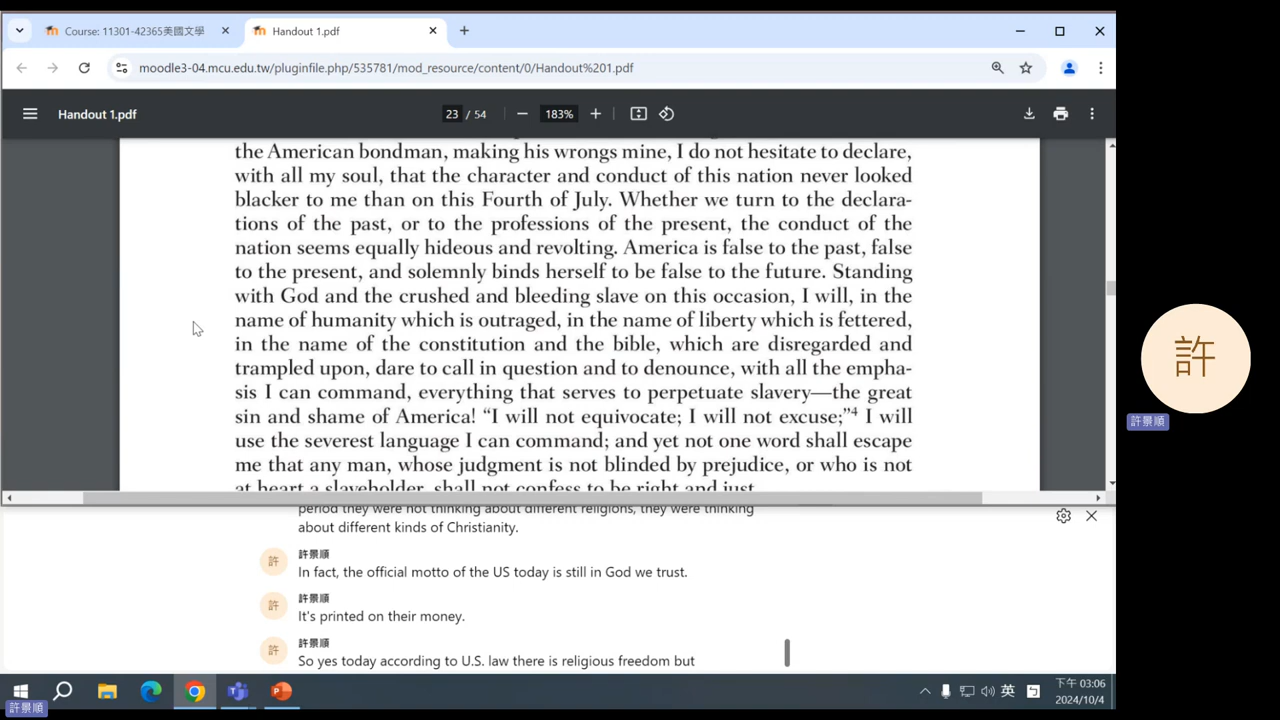 Course: 11301-42365美國文學
Handout 1.pdf
moodle3-04.mcu.edu.tw/pluginfile.php/535781/mod_resource/content/0/Handout%201.pdf
Handout 1.pdf
23 / 54
183%
the American bondman, making his wrongs mine, I do not hesitate to declare,
with all my soul, that the character and conduct of this nation never looked
blacker to me than on this Fourth of July. Whether we turn to the declara-
tions of the past, or to the professions of the present, the conduct of the
nation seems equally hideous and revolting. America is false to the past, false
to the present, and solemnly binds herself to be false to the future. Standing
with God and the crushed and bleeding slave on this occasion, I will, in the
name of humanity which is outraged, in the name of liberty which is fettered,
in the name of the constitution and the bible, which are disregarded and
trampled upon, dare to call in question and to denounce, with all the empha-
sis I can command, everything that serves to perpetuate slavery—the great
sin and shame of America! “I will not equivocate; I will not excuse;”4 I will
use the severest language I can command; and yet not one word shall escape
me that any man, whose judgment is not blinded by prejudice, or who is not
at heart a slaveholder, shall not confess to be right and just.
period they were not thinking about different religions, they were thinking
about different kinds of Christianity.
許
許景順
In fact, the official motto of the US today is still in God we trust.
許
許景順
It's printed on their money.
許
許景順
So yes today according to U.S. law there is religious freedom but
許
許景順
英
ㄅ
下午 03:06
2024/10/4
許景順